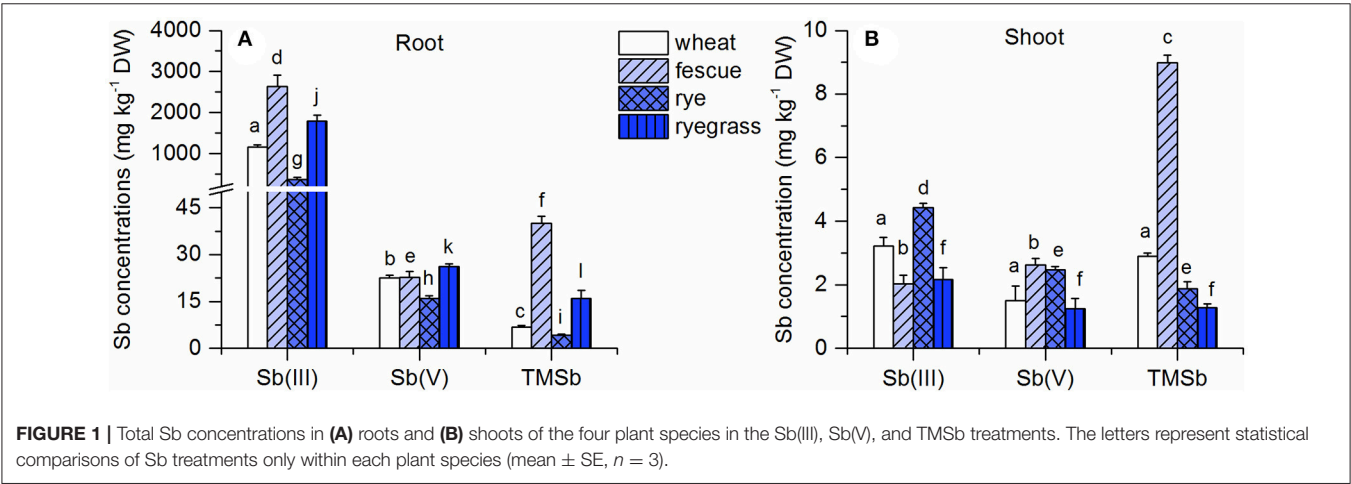 A
Root
Sb concentrations (mg kg-1 DW)
4000
3000
2000
1000
45
30
15
0
a
d
g
j
b
e
h
k
c
f
i
l
Sb(III)
Sb(V)
TMSb
wheat
fescue
rye
ryegrass
B
Shoot
Sb concentration (mg kg-1 DW)
10
8
6
4
2
0
a
b
d
f
a
b
e
f
a
c
e
f
Sb(III)
Sb(V)
TMSb
FIGURE 1 | Total Sb concentrations in (A) roots and (B) shoots of the four plant species in the Sb(III), Sb(V), and TMSb treatments. The letters represent statistical
comparisons of Sb treatments only within each plant species (mean ± SE, n = 3).